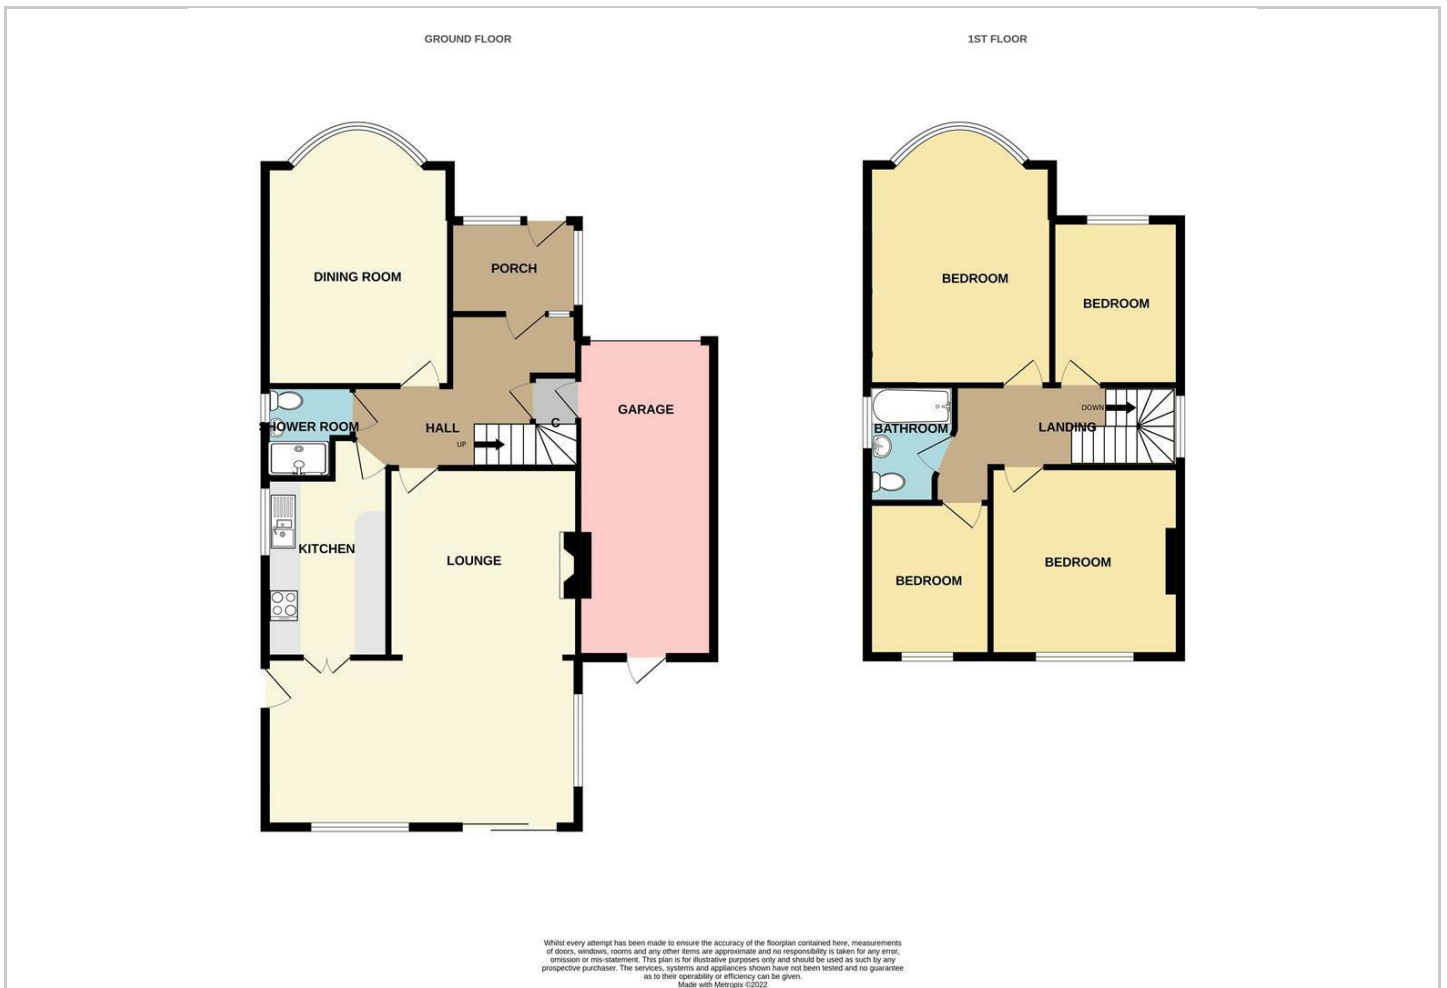 GROUND FLOOR
1ST FLOOR
DINING ROOM
PORCH
SHOWER ROOM
HALL
UP
C
GARAGE
KITCHEN
LOUNGE
BEDROOM
BEDROOM
DOWN
BATHROOM
LANDING
BEDROOM
BEDROOM
Whilst every attempt has been made to ensure the accuracy of the floorplan contained here, measurements
of doors, windows, rooms and any other items are approximate and no responsibility is taken for any error,
omission or mis-statement. This plan is for illustrative purposes only and should be used as such by any
prospective purchaser. The services, systems and appliances shown have not been tested and no guarantee
as to their operability or efficiency can be given.
Made with Metropix ©2022